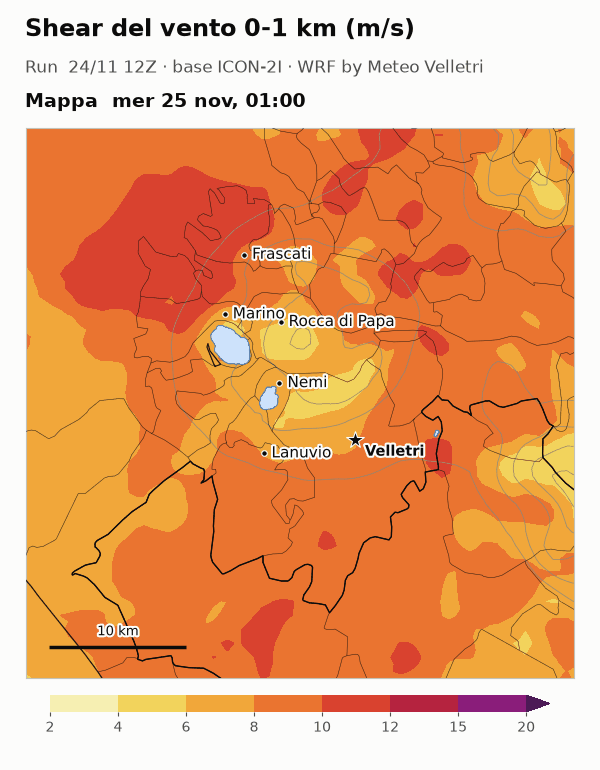 Shear del vento 0-1 km (m/s)
Run  24/11 12Z · base ICON-2I · WRF by Meteo Velletri
Mappa  mer 25 nov, 01:00
Frascati
Marino
Rocca di Papa
Nemi
Velletri
Lanuvio
10 km
2 4 6 8 10 12 15 20